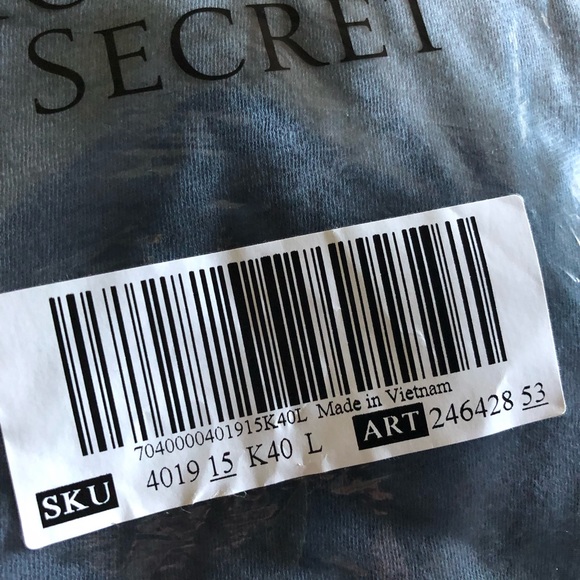 SECRET
7040000401915K40L Made in Vietnam
SKU 4019 15 K40 L ART 246428 53